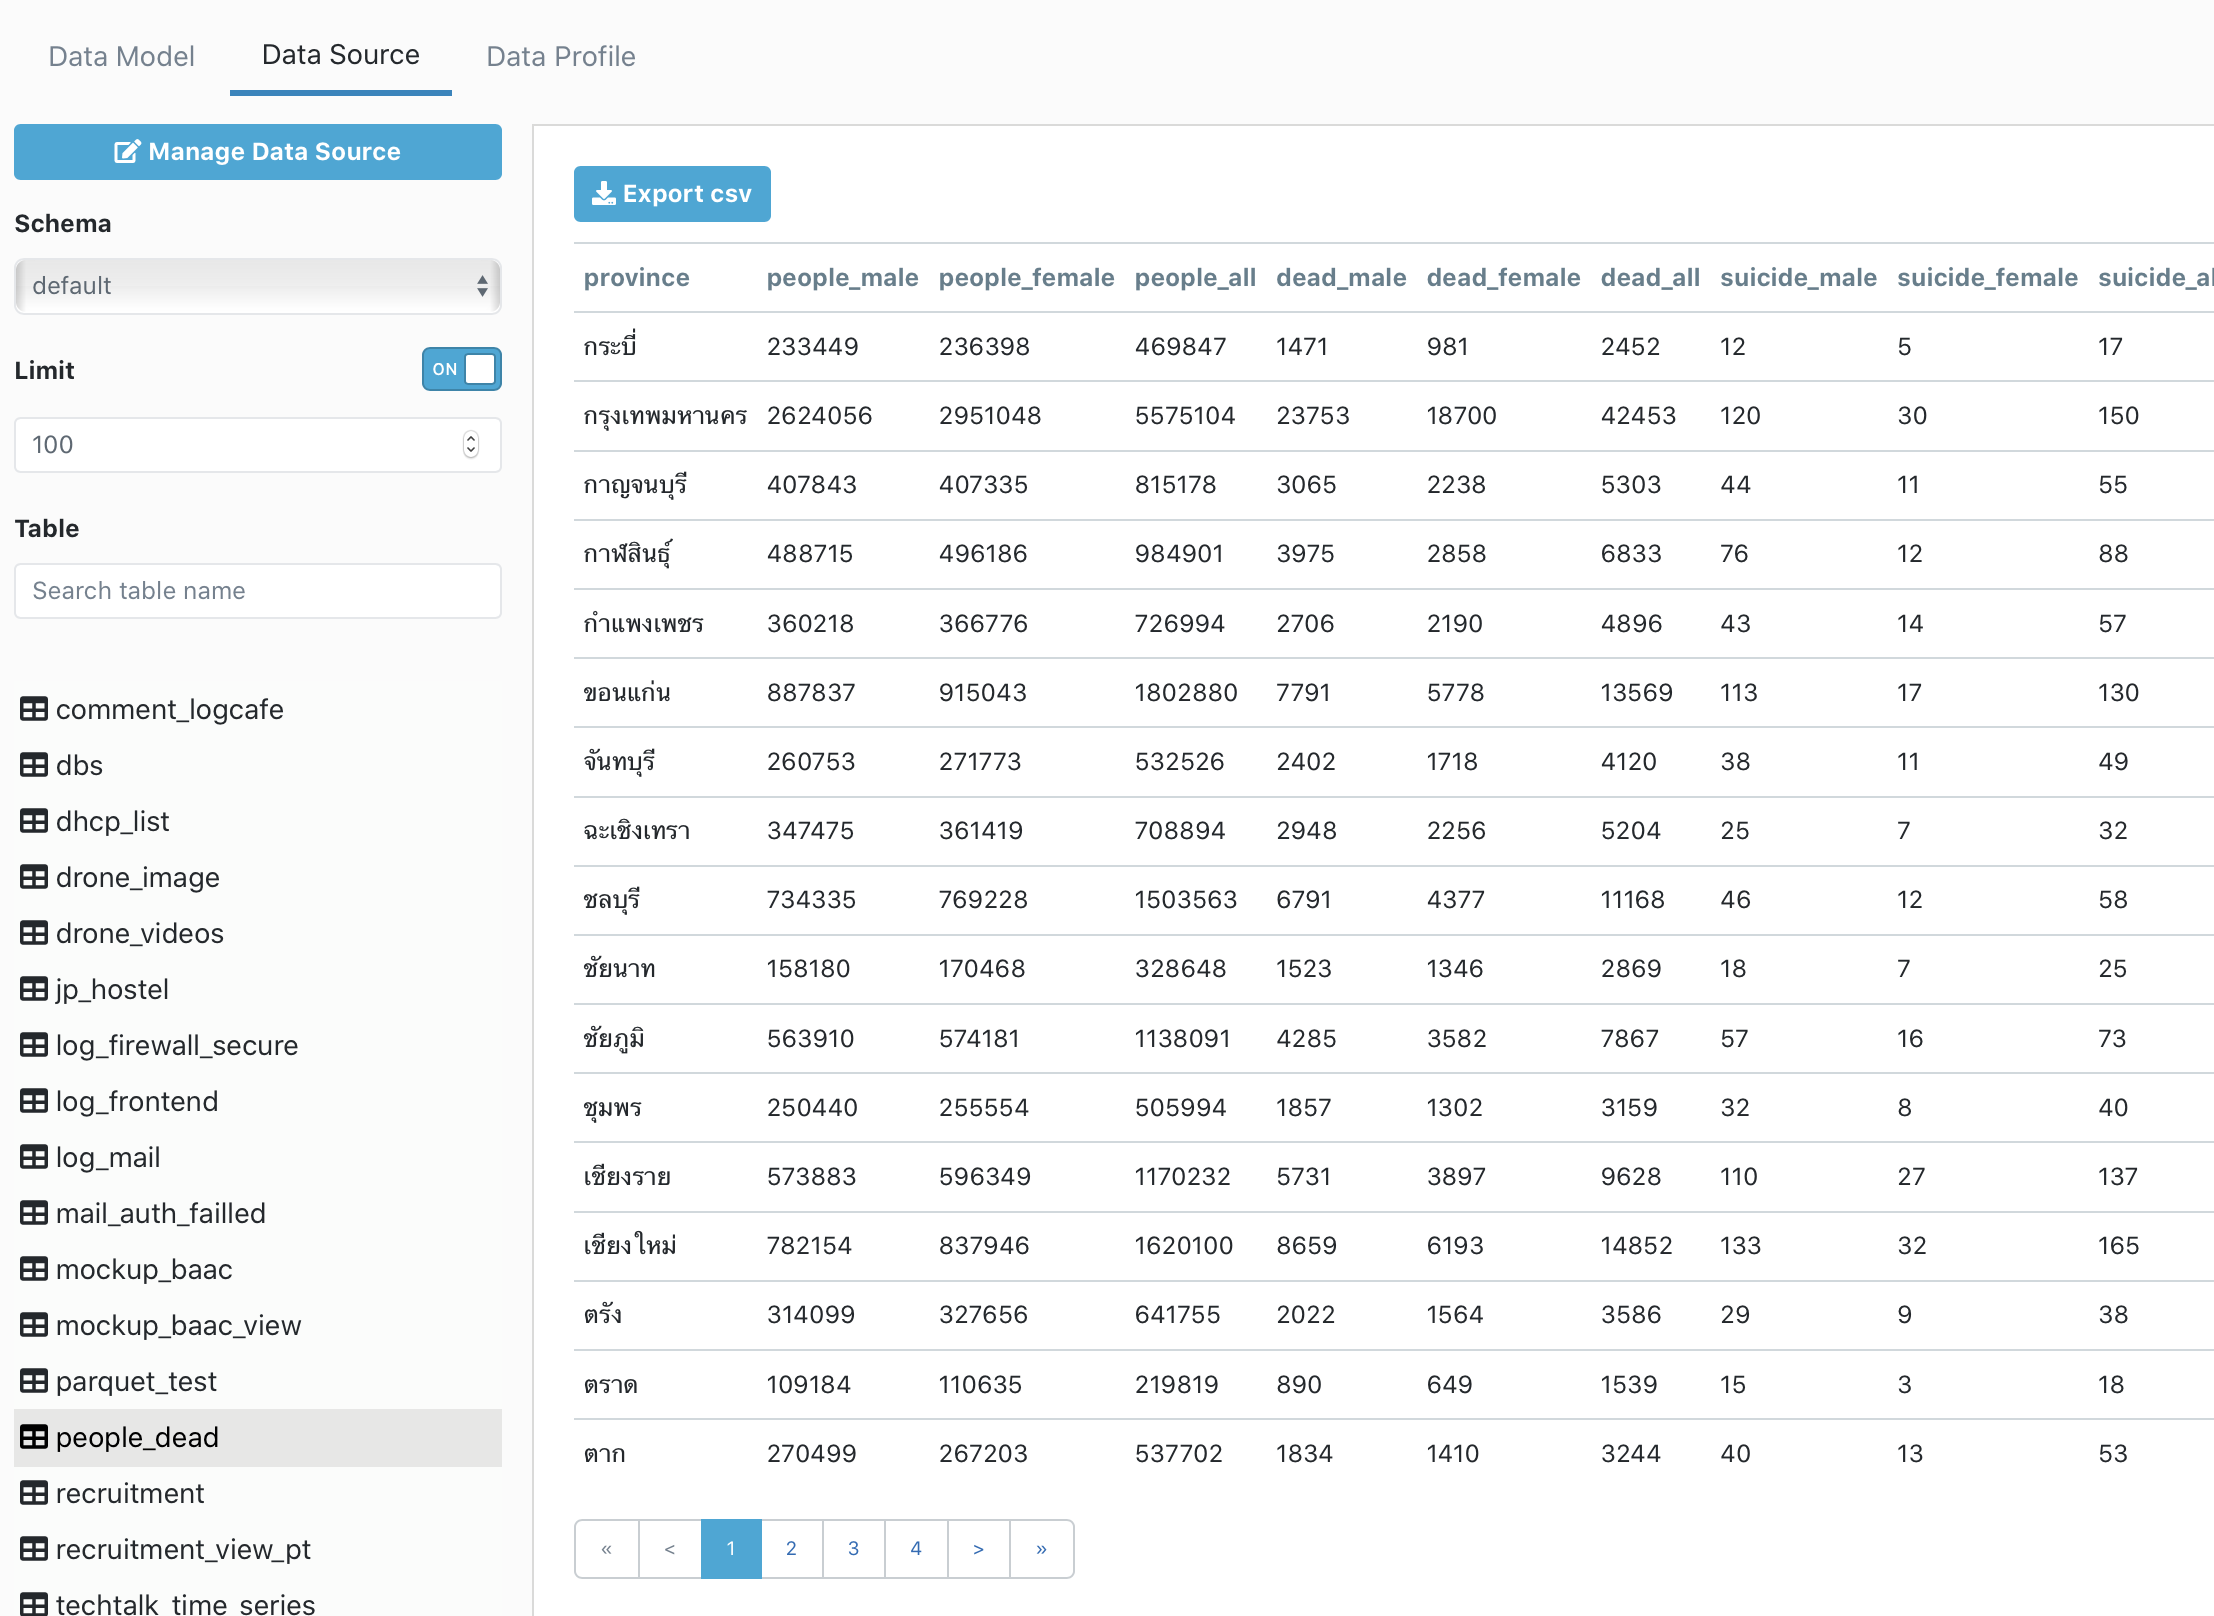 Data Model Data Source Data Profile
Manage Data Source
Schema
default
Limit ON
100
Table
Search table name
comment_logcafe
dbs
dhcp_list
drone_image
drone_videos
jp_hostel
log_firewall_secure
log_frontend
log_mail
mail_auth_failled
mockup_baac
mockup_baac_view
parquet_test
people_dead
recruitment
recruitment_view_pt
techtalk_time_series
Export csv
province people_male people_female people_all dead_male dead_female dead_all suicide_male suicide_female suicide_al
กระบี่ 233449 236398 469847 1471 981 2452 12 5 17
กรุงเทพมหานคร 2624056 2951048 5575104 23753 18700 42453 120 30 150
กาญจนบุรี 407843 407335 815178 3065 2238 5303 44 11 55
กาฬสินธุ์ 488715 496186 984901 3975 2858 6833 76 12 88
กำแพงเพชร 360218 366776 726994 2706 2190 4896 43 14 57
ขอนแก่น 887837 915043 1802880 7791 5778 13569 113 17 130
จันทบุรี 260753 271773 532526 2402 1718 4120 38 11 49
ฉะเชิงเทรา 347475 361419 708894 2948 2256 5204 25 7 32
ชลบุรี 734335 769228 1503563 6791 4377 11168 46 12 58
ชัยนาท 158180 170468 328648 1523 1346 2869 18 7 25
ชัยภูมิ 563910 574181 1138091 4285 3582 7867 57 16 73
ชุมพร 250440 255554 505994 1857 1302 3159 32 8 40
เชียงราย 573883 596349 1170232 5731 3897 9628 110 27 137
เชียงใหม่ 782154 837946 1620100 8659 6193 14852 133 32 165
ตรัง 314099 327656 641755 2022 1564 3586 29 9 38
ตราด 109184 110635 219819 890 649 1539 15 3 18
ตาก 270499 267203 537702 1834 1410 3244 40 13 53
« < 1 2 3 4 > »